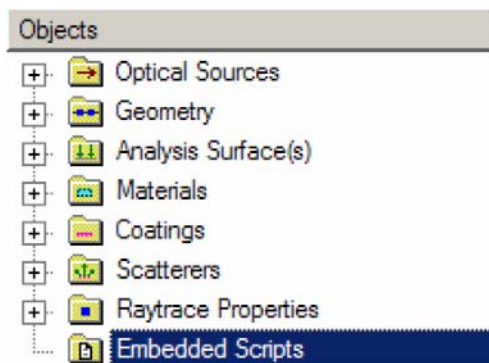 Objects
Optical Sources
Geometry
Analysis Surface(s)
Materials
Coatings
Scatterers
Raytrace Properties
Embedded Scripts